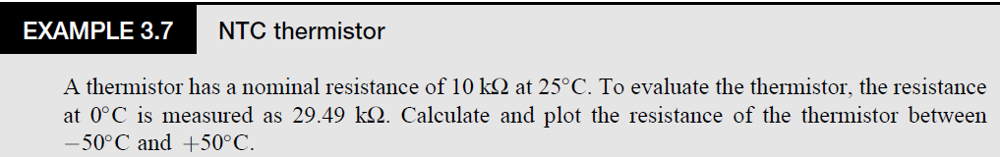 EXAMPLE 3.7 NTC thermistor
A thermistor has a nominal resistance of 10 kΩ at 25°C. To evaluate the thermistor, the resistance
at 0°C is measured as 29.49 kΩ. Calculate and plot the resistance of the thermistor between
−50°C and +50°C.